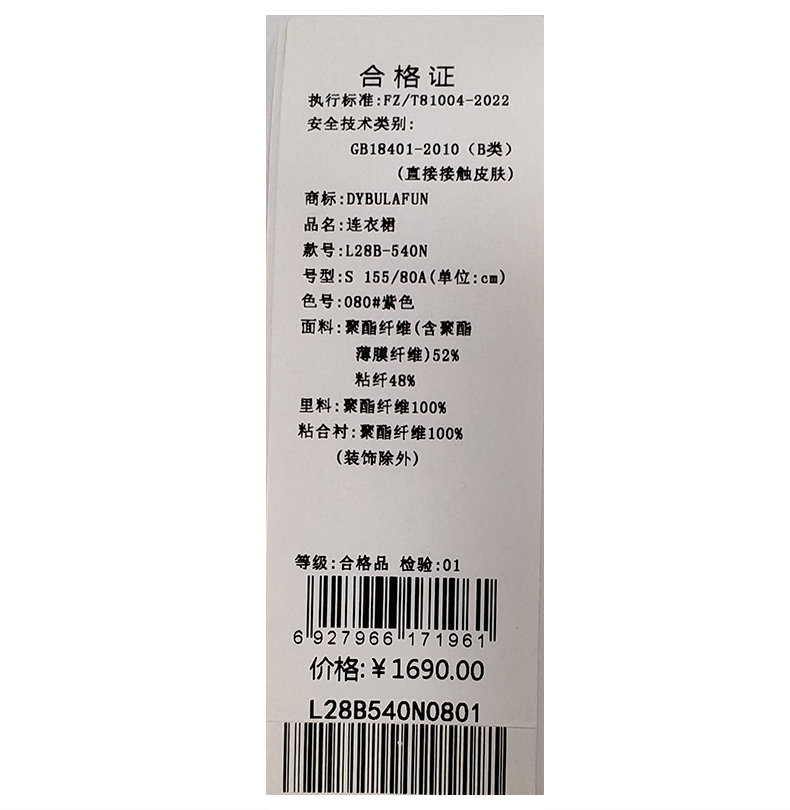 合格证
执行标准:FZ/T81004-2022
安全技术类别:
GB18401-2010（B类）
(直接接触皮肤)
商标:DYBULAFUN
品名:连衣裙
款号:L28B-540N
号型:S 155/80A(单位:cm)
色号:080#紫色
面料:聚酯纤维(含聚酯
薄膜纤维)52%
粘纤48%
里料:聚酯纤维100%
粘合衬:聚酯纤维100%
(装饰除外)
等级:合格品 检验:01
6 927966 171961
价格:¥1690.00
L28B540N0801